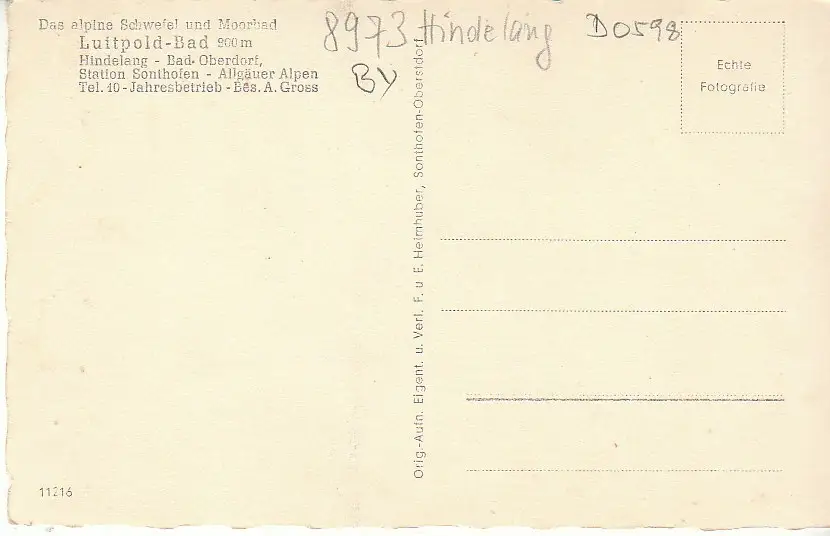 Das alpine Schwefel und Moorbad
Luitpold-Bad 900m
Hindelang - Bad-Oberdorf,
Station Sonthofen - Allgäuer Alpen
Tel. 10 - Jahresbetrieb - Bes. A. Gross
8973 Hindelang
BY
D0598
Echte
Fotografie
Orig.-Aufn. Eigent. u. Verl. F. u E. Heimhuber, Sonthofen-Oberstdorf
11216